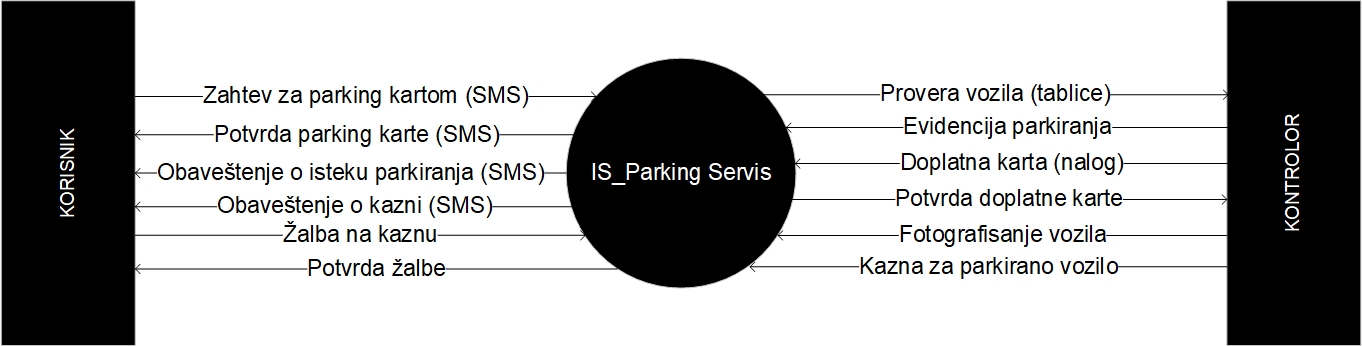 KORISNIK
Zahtev za parking kartom (SMS)
Potvrda parking karte (SMS)
Obaveštenje o isteku parkiranja (SMS)
Obaveštenje o kazni (SMS)
Žalba na kaznu
Potvrda žalbe
IS_Parking Servis
Provera vozila (tablice)
Evidencija parkiranja
Doplatna karta (nalog)
Potvrda doplatne karte
Fotografisanje vozila
Kazna za parkirano vozilo
KONTROLOR